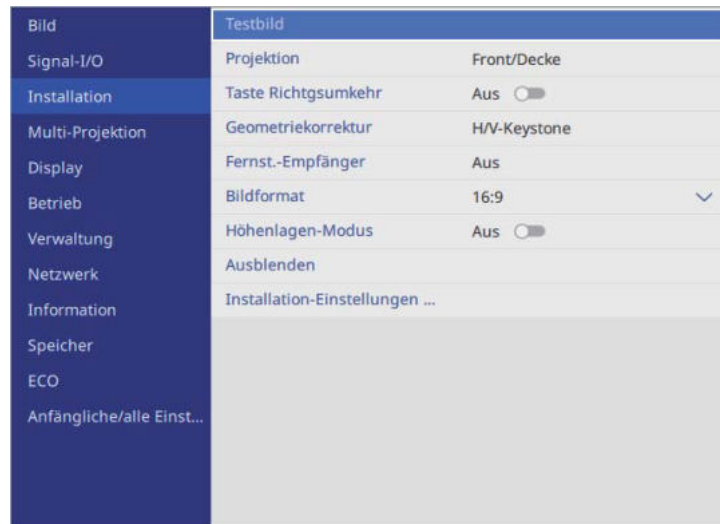 Bild
Signal-I/O
Installation
Multi-Projektion
Display
Betrieb
Verwaltung
Netzwerk
Information
Speicher
ECO
Anfängliche/alle Einst...
Testbild
Projektion Front/Decke
Taste Richtgsumkehr Aus
Geometriekorrektur H/V-Keystone
Fernst.-Empfänger Aus
Bildformat 16:9
Höhenlagen-Modus Aus
Ausblenden
Installation-Einstellungen ...